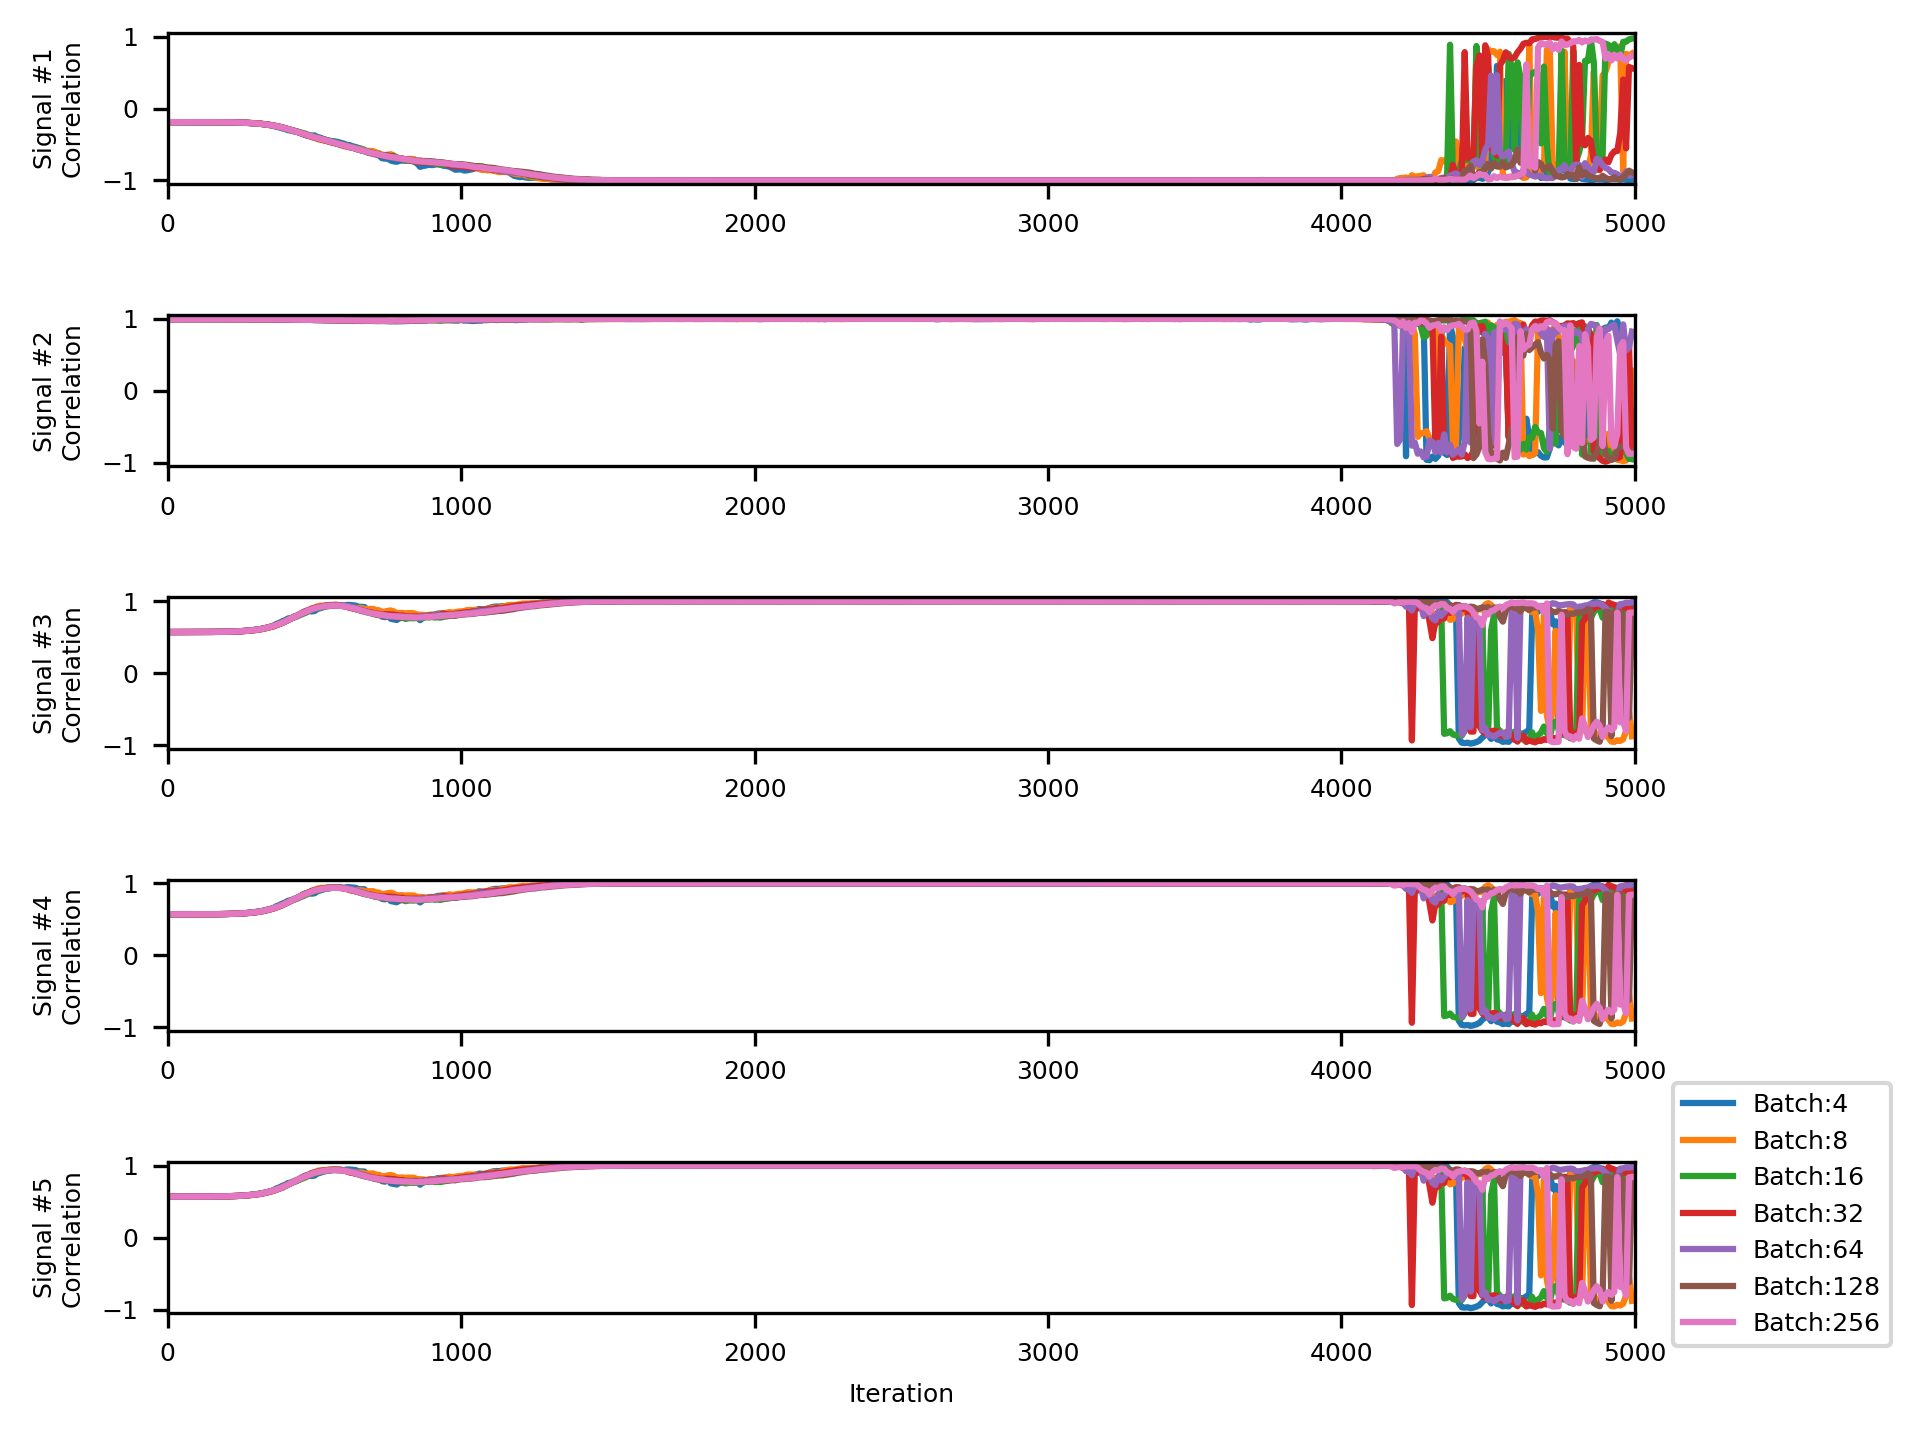 Signal #1
Correlation
1
0
−1
0 1000 2000 3000 4000 5000
Signal #2
Correlation
1
0
−1
0 1000 2000 3000 4000 5000
Signal #3
Correlation
1
0
−1
0 1000 2000 3000 4000 5000
Signal #4
Correlation
1
0
−1
0 1000 2000 3000 4000 5000
Signal #5
Correlation
1
0
−1
0 1000 2000 3000 4000 5000
Iteration
Batch:4
Batch:8
Batch:16
Batch:32
Batch:64
Batch:128
Batch:256